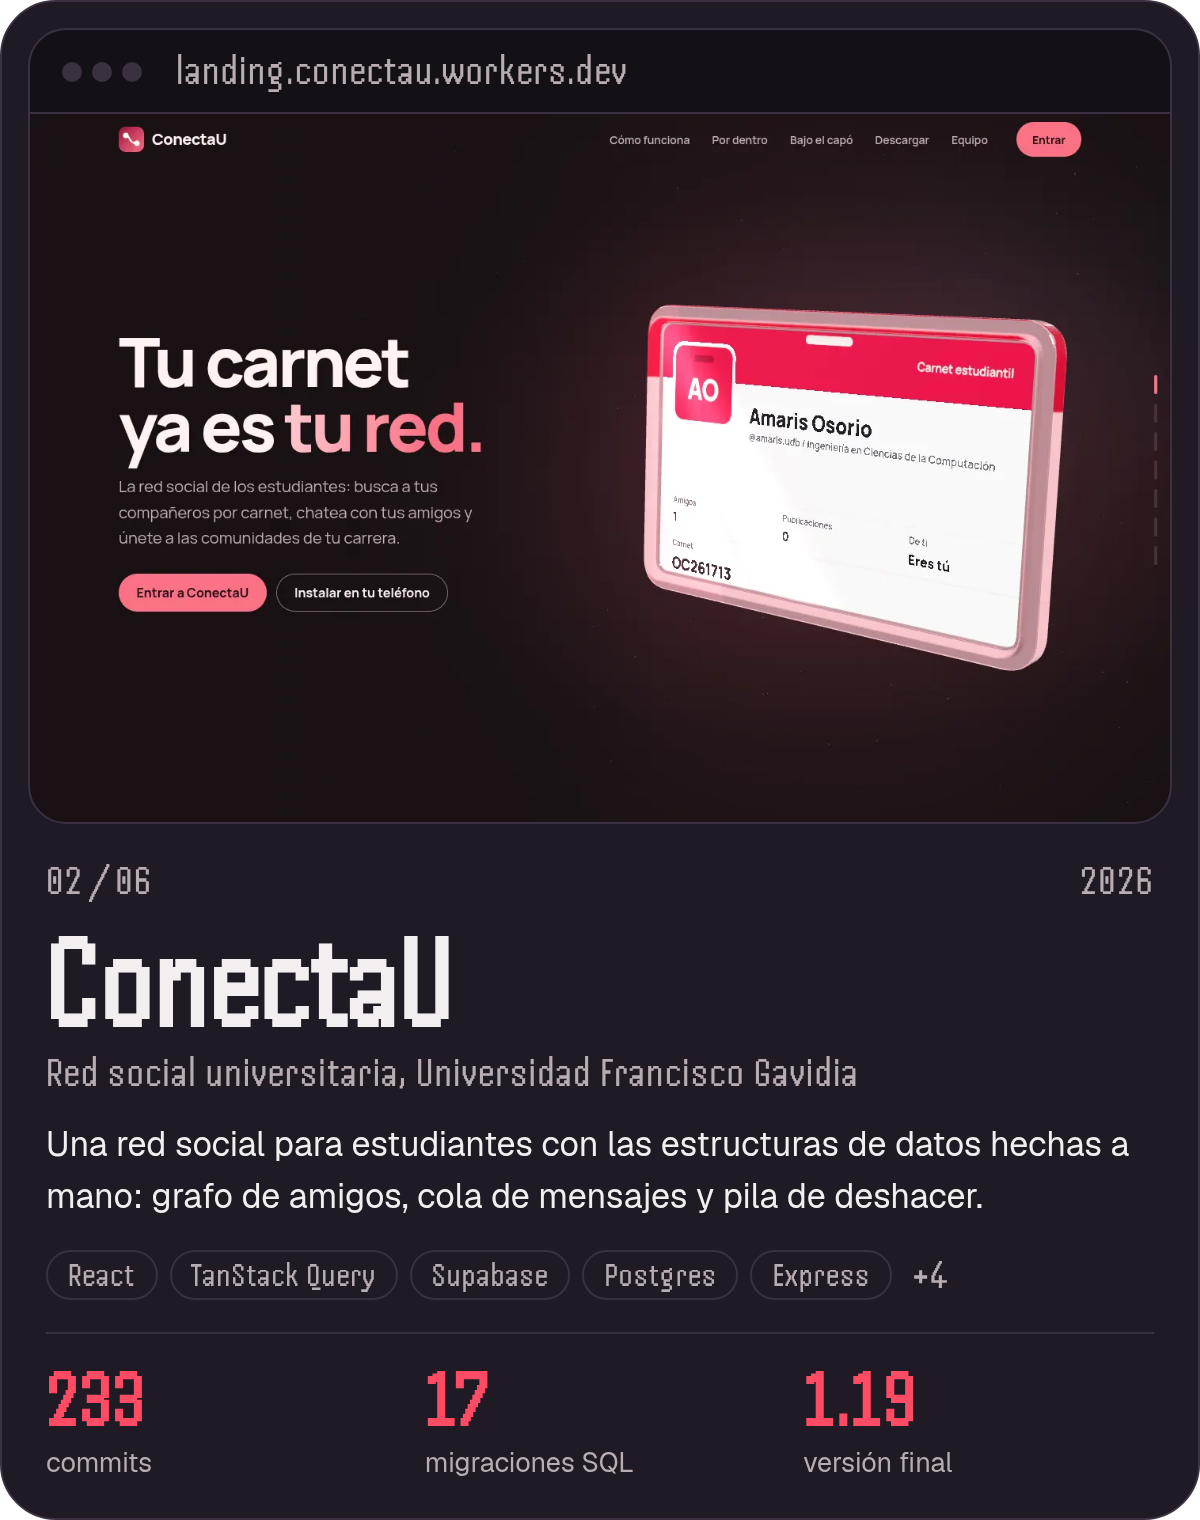 landing.conectau.workers.dev
ConectaU
Cómo funciona Por dentro Bajo el capó Descargar Equipo Entrar
Tu carnet
ya es tu red.
La red social de los estudiantes: busca a tus
compañeros por carnet, chatea con tus amigos y
únete a las comunidades de tu carrera.
Entrar a ConectaU Instalar en tu teléfono
Carnet estudiantil
AO
Amaris Osorio
@amaris.udb / Ingeniería en Ciencias de la Computación
Amigos
1
Publicaciones
0
De ti
Eres tú
Carnet
OC261713
02/06 2026
ConectaU
Red social universitaria, Universidad Francisco Gavidia
Una red social para estudiantes con las estructuras de datos hechas a
mano: grafo de amigos, cola de mensajes y pila de deshacer.
React TanStack Query Supabase Postgres Express +4
233 17 1.19
commits migraciones SQL versión final